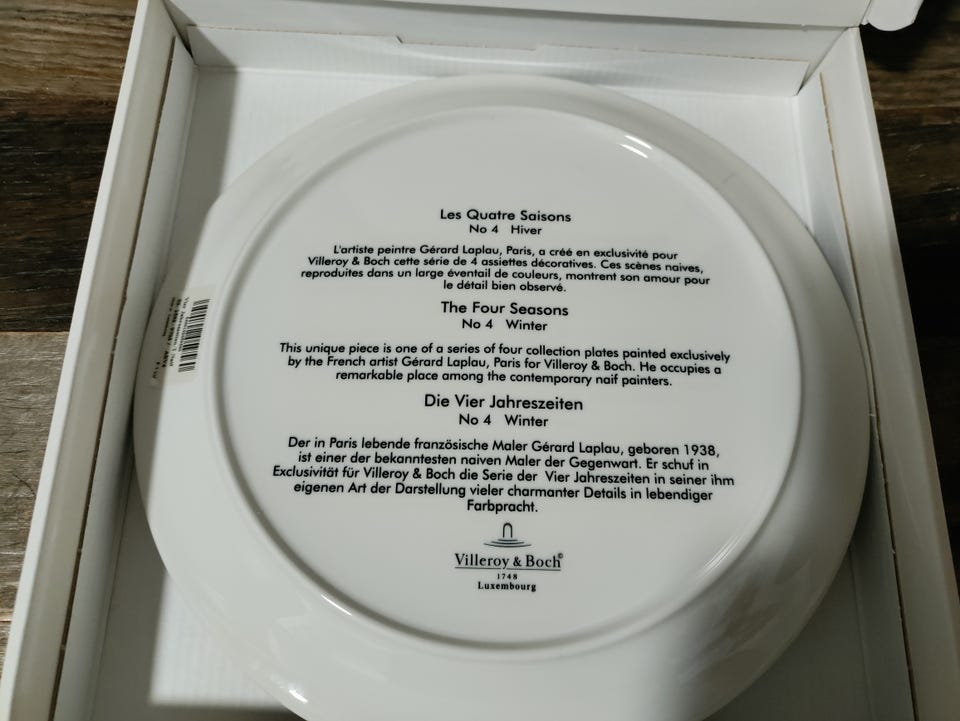 Les Quatre Saisons
No 4 Hiver
L'artiste peintre Gérard Laplau, Paris, a créé en exclusivité pour
Villeroy & Boch cette série de 4 assiettes décoratives. Ces scènes naives,
reproduites dans un large éventail de couleurs, montrent son amour pour
le détail bien observé.
The Four Seasons
No 4 Winter
This unique piece is one of a series of four collection plates painted exclusively
by the French artist Gérard Laplau, Paris for Villeroy & Boch. He occupies a
remarkable place among the contemporary naif painters.
Die Vier Jahreszeiten
No 4 Winter
Der in Paris lebende französische Maler Gérard Laplau, geboren 1938,
ist einer der bekanntesten naiven Maler der Gegenwart. Er schuf in
Exclusivität für Villeroy & Boch die Serie der Vier Jahreszeiten in seiner ihm
eigenen Art der Darstellung vieler charmanter Details in lebendiger
Farbpracht.
Villeroy & Boch©
1748
Luxembourg